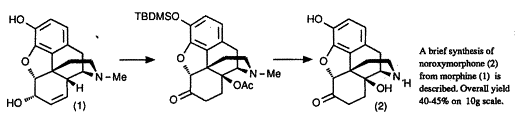 HO
O
N–Me
H
HO
(1)
TBDMSO
O
N–Me
OAc
O
HO
O
N-H
OH
O
(2)
A brief synthesis of
noroxymorphone (2)
from morphine (1) is
described. Overall yield
40-45% on 10g scale.